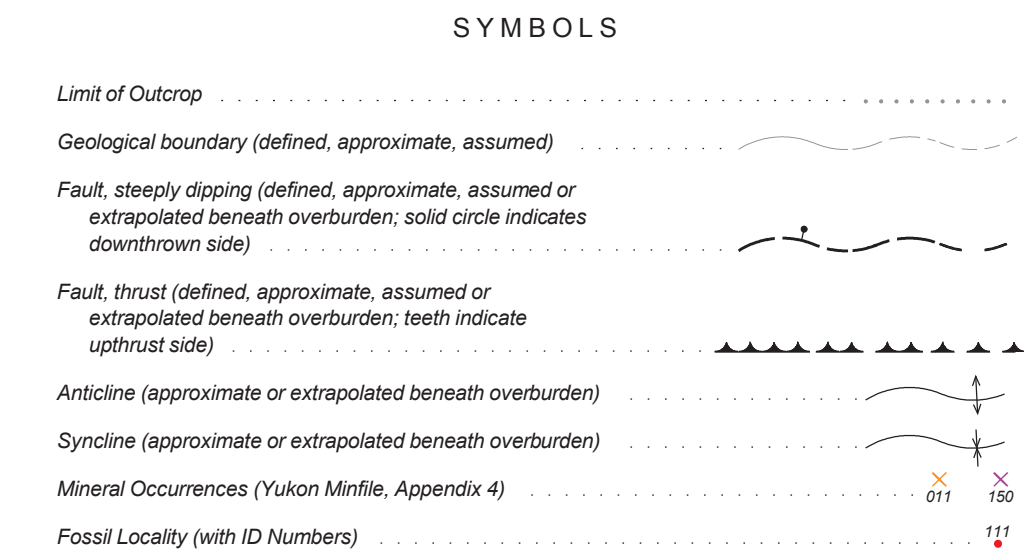 SYMBOLS
Limit of Outcrop
Geological boundary (defined, approximate, assumed)
Fault, steeply dipping (defined, approximate, assumed or
extrapolated beneath overburden; solid circle indicates
downthrown side)
Fault, thrust (defined, approximate, assumed or
extrapolated beneath overburden; teeth indicate
upthrust side)
Anticline (approximate or extrapolated beneath overburden)
Syncline (approximate or extrapolated beneath overburden)
Mineral Occurrences (Yukon Minfile, Appendix 4) 011 150
Fossil Locality (with ID Numbers) 111